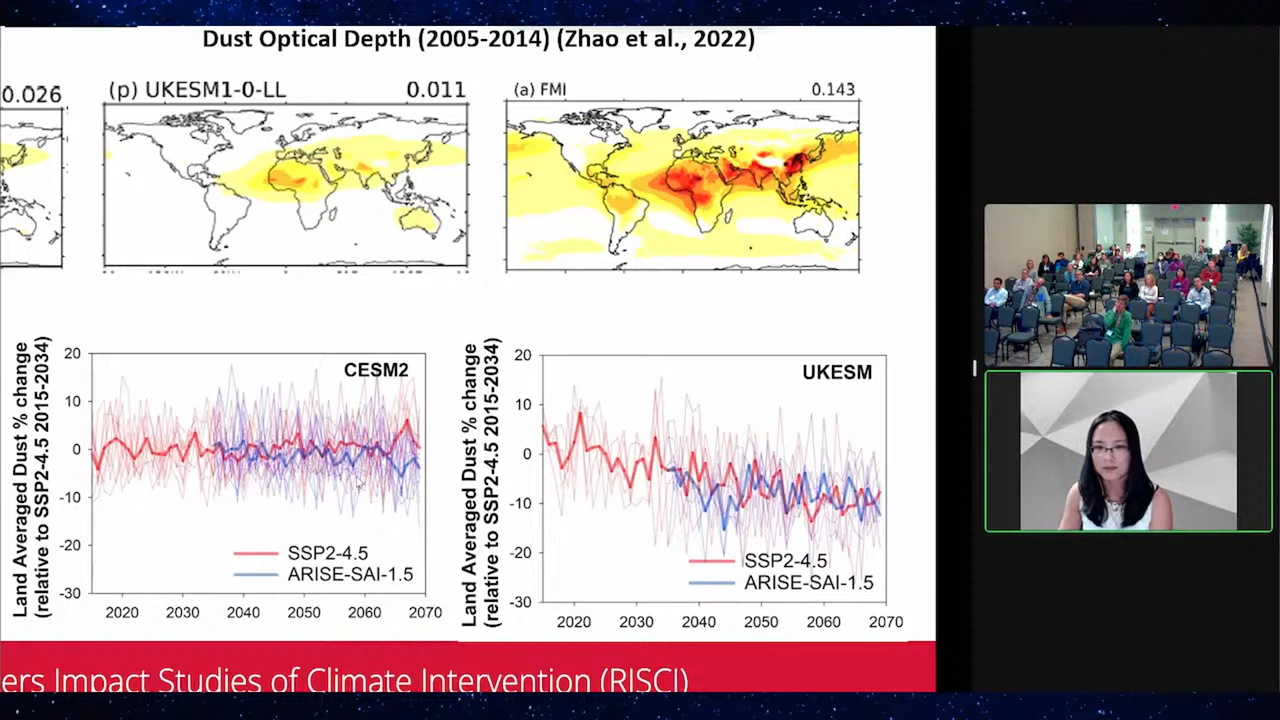 Dust Optical Depth (2005-2014) (Zhao et al., 2022)
0.026
(p) UKESM1-0-LL 0.011
(a) FMI 0.143
Land Averaged Dust % change
(relative to SSP2-4.5 2015-2034)
20
10
0
-10
-20
-30
CESM2
SSP2-4.5
ARISE-SAI-1.5
2020 2030 2040 2050 2060 2070
Land Averaged Dust % change
(relative to SSP2-4.5 2015-2034)
20
10
0
-10
-20
-30
UKESM
SSP2-4.5
ARISE-SAI-1.5
2020 2030 2040 2050 2060 2070
ers Impact Studies of Climate Intervention (RISCI)